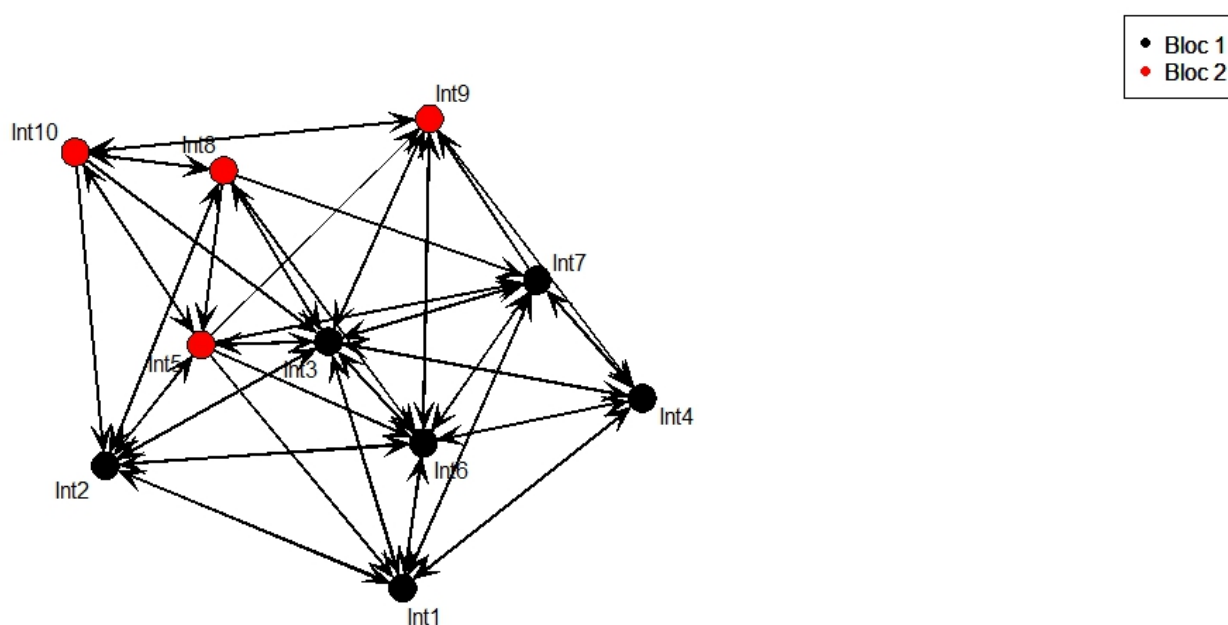 Bloc 1
Bloc 2
Int9
Int10
Int8
Int7
Int5
Int3
Int4
Int6
Int2
Int1